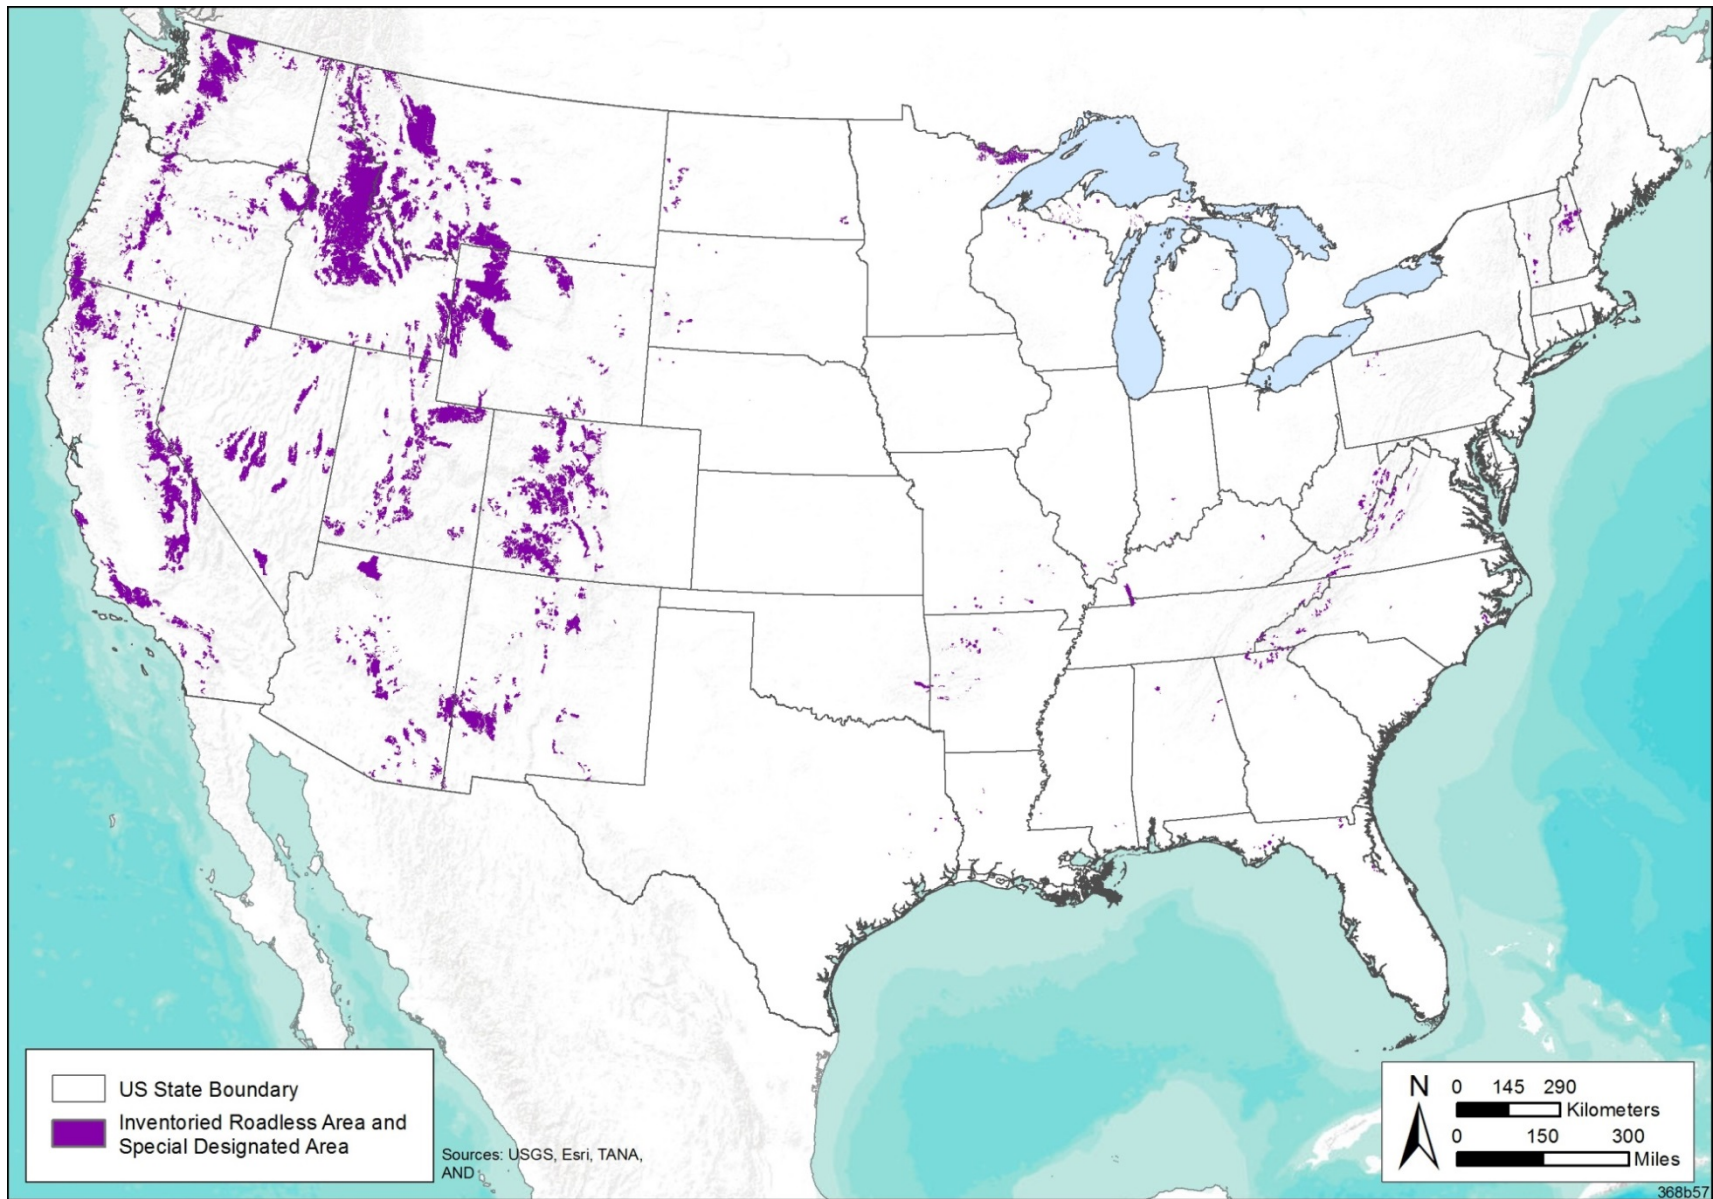 US State Boundary
Inventoried Roadless Area and
Special Designated Area
Sources: USGS, Esri, TANA,
AND
N
0 145 290
Kilometers
0 150 300
Miles
368b57